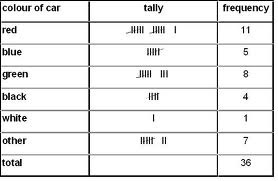 colour of car tally frequency
red 11
blue 5
green 8
black 4
white 1
other 7
total 36